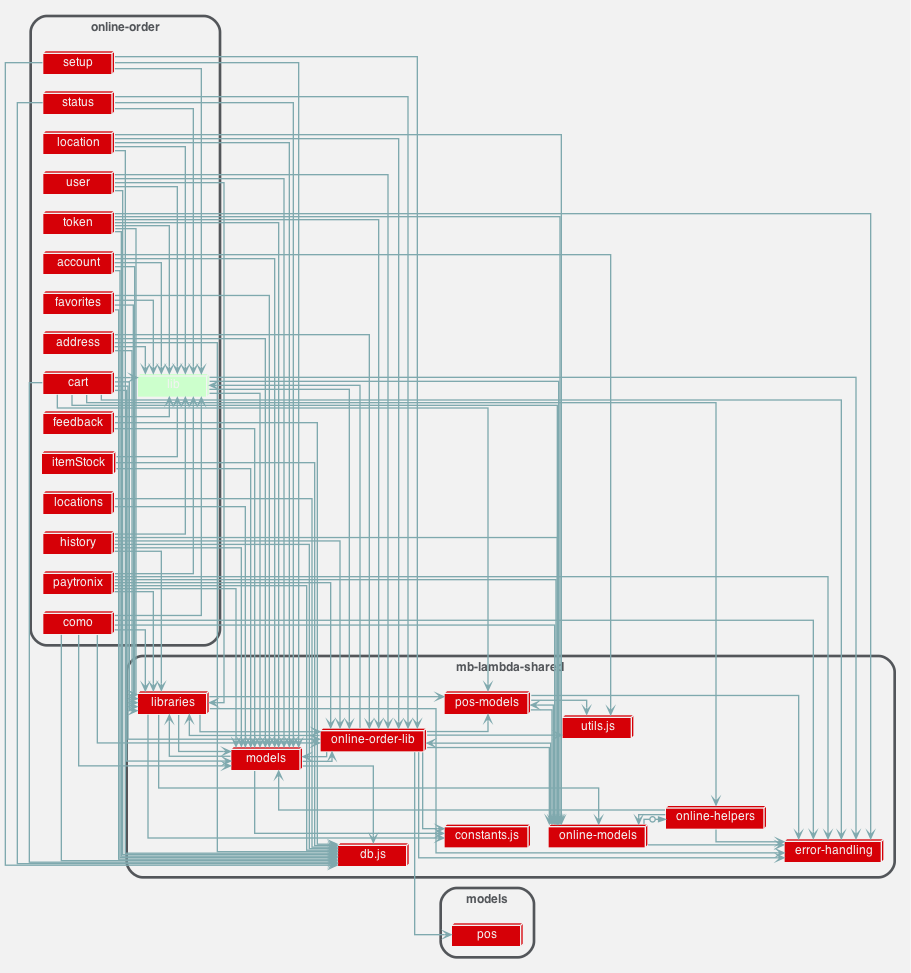 online-order
setup
status
location
user
token
account
favorites
address
cart
lib
feedback
itemStock
locations
history
paytronix
como
mb-lambda-shared
libraries
pos-models
utils.js
online-order-lib
models
online-helpers
constants.js
online-models
error-handling
db.js
models
pos